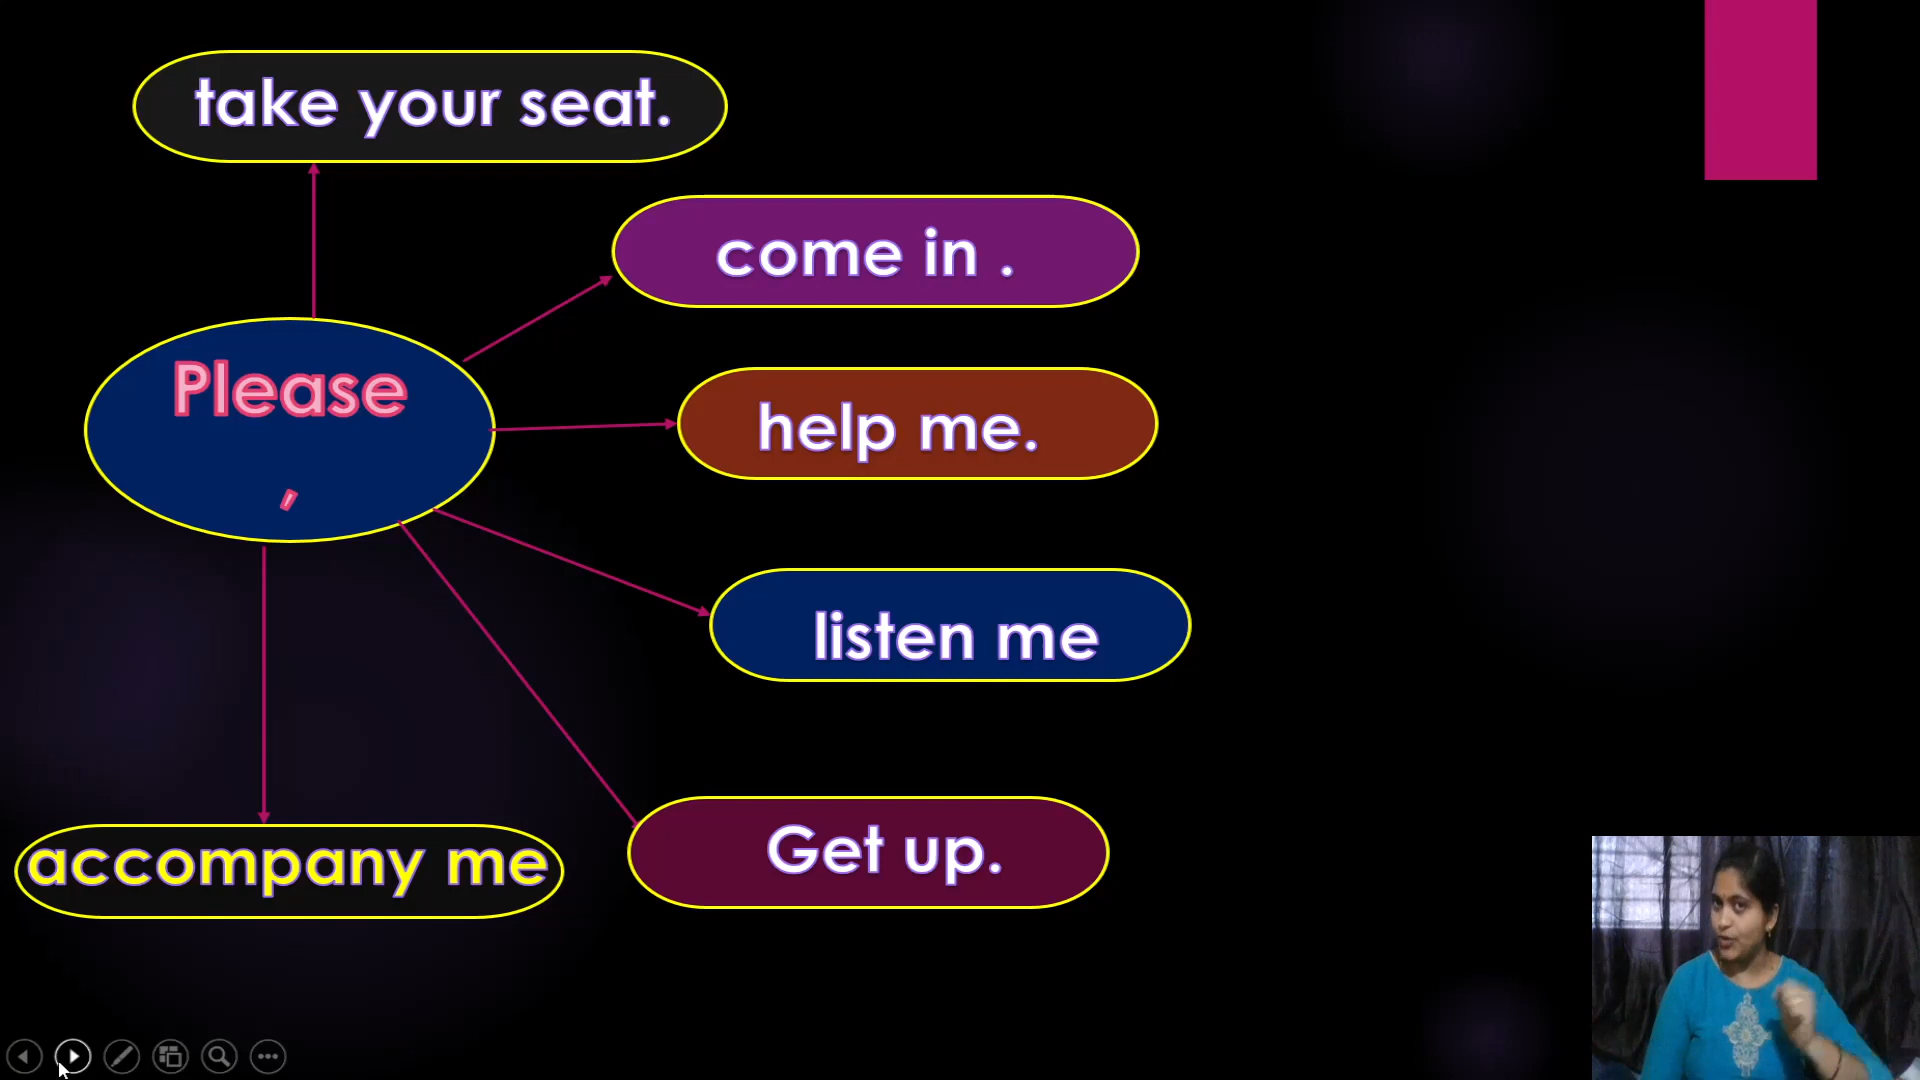 take your seat.
come in .
Please
,
help me.
listen me
Get up.
accompany me